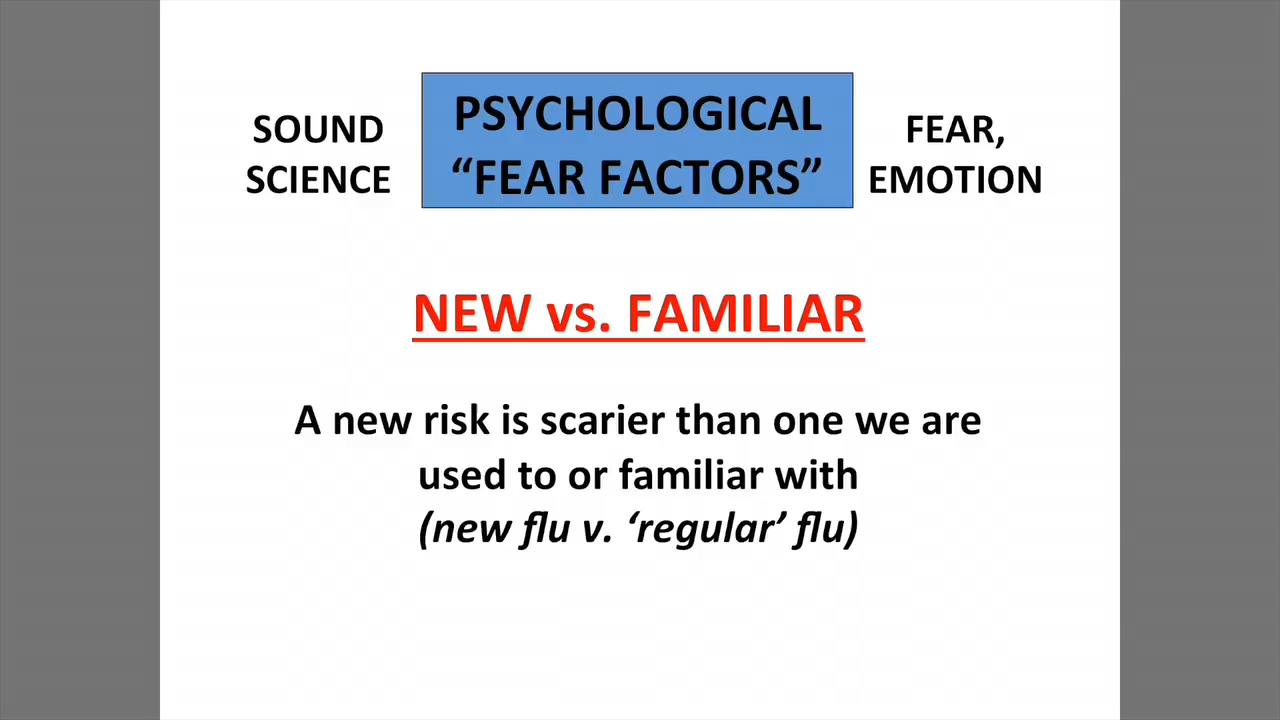 SOUND
SCIENCE
PSYCHOLOGICAL
“FEAR FACTORS”
FEAR,
EMOTION
NEW vs. FAMILIAR
A new risk is scarier than one we are
used to or familiar with
(new flu v. ‘regular’ flu)